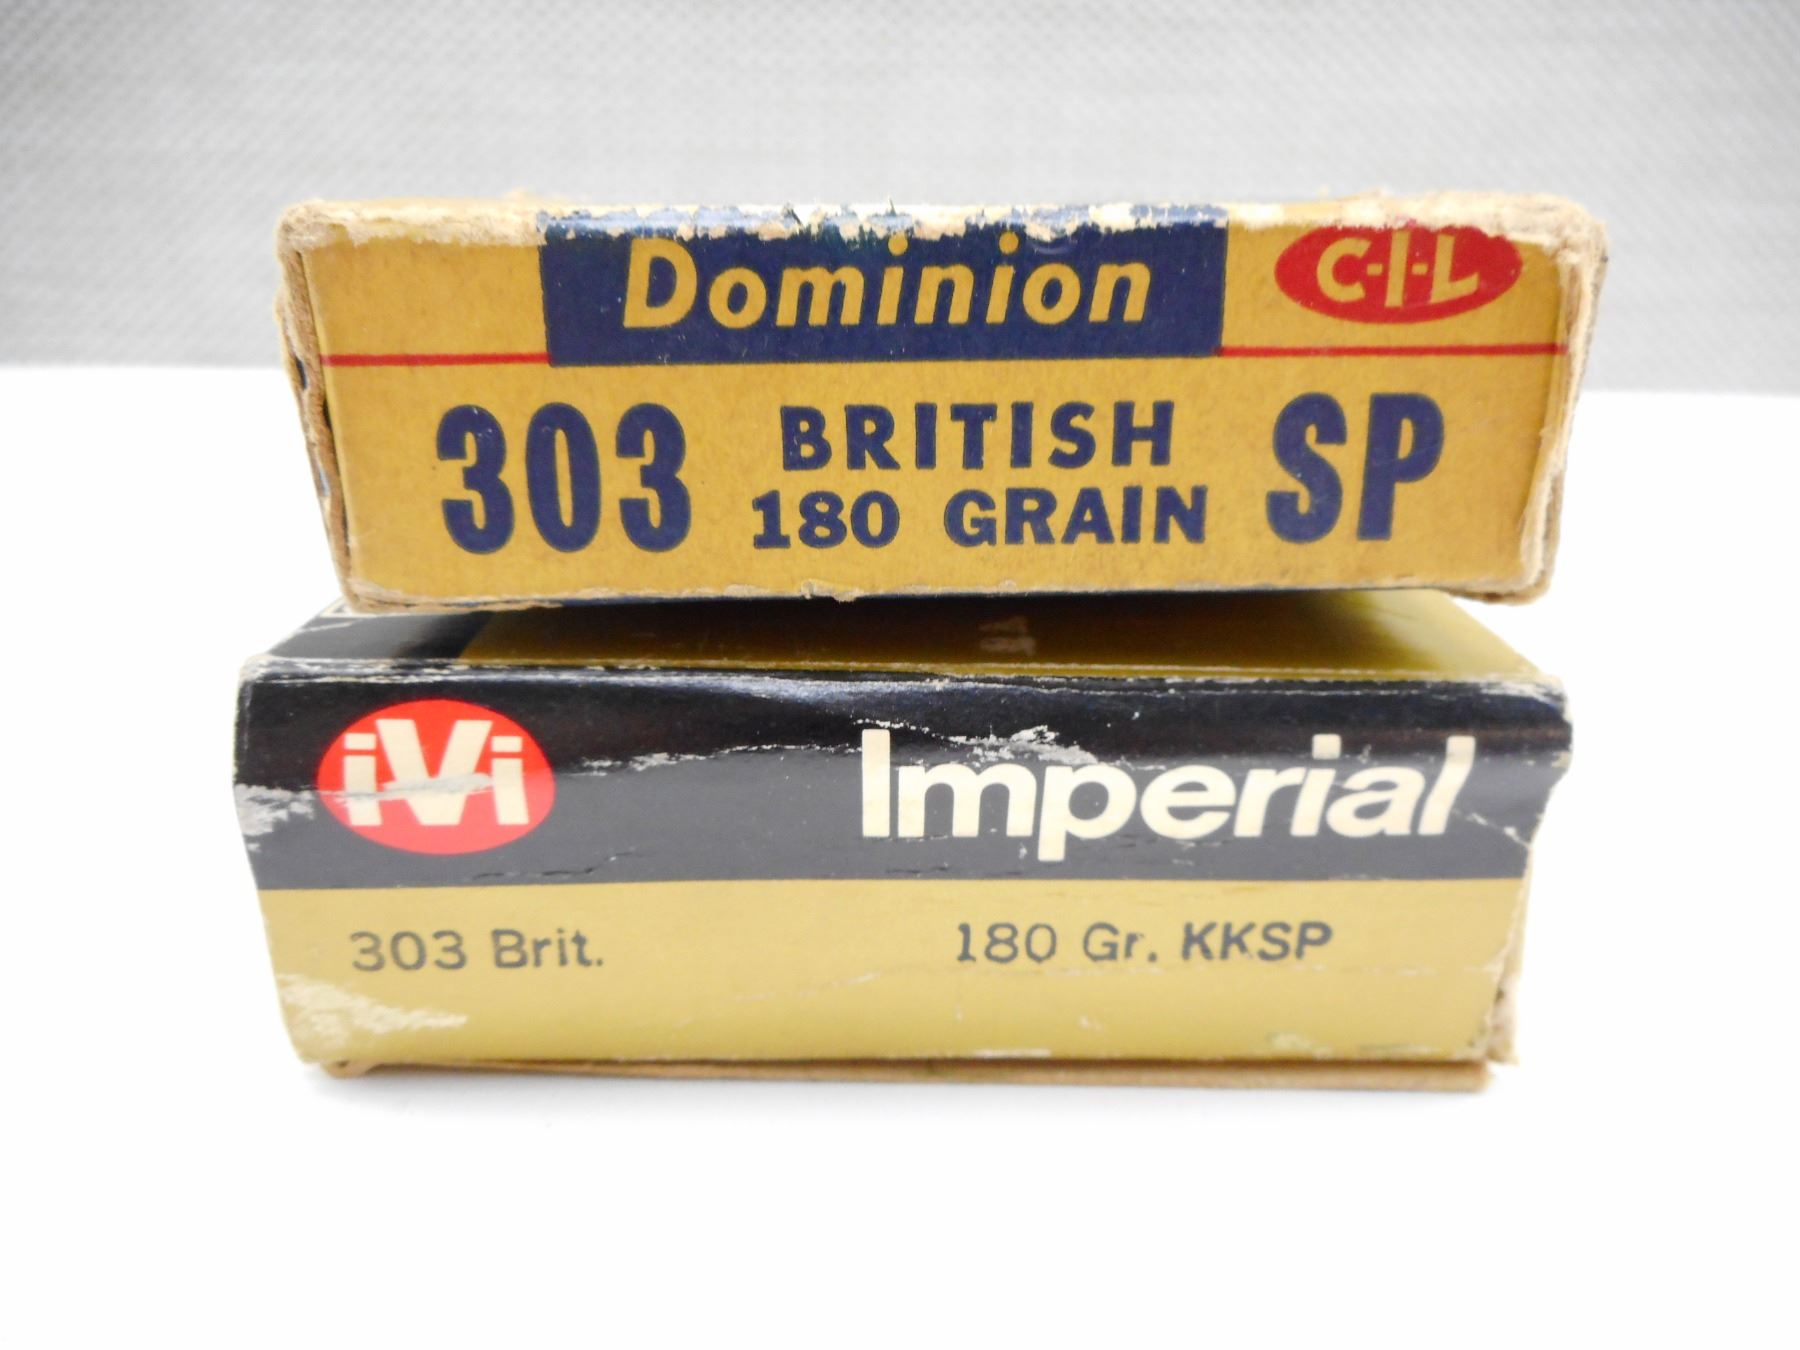 Dominion C-I-L
303 BRITISH SP
180 GRAIN
iVi Imperial
303 Brit. 180 Gr. KKSP